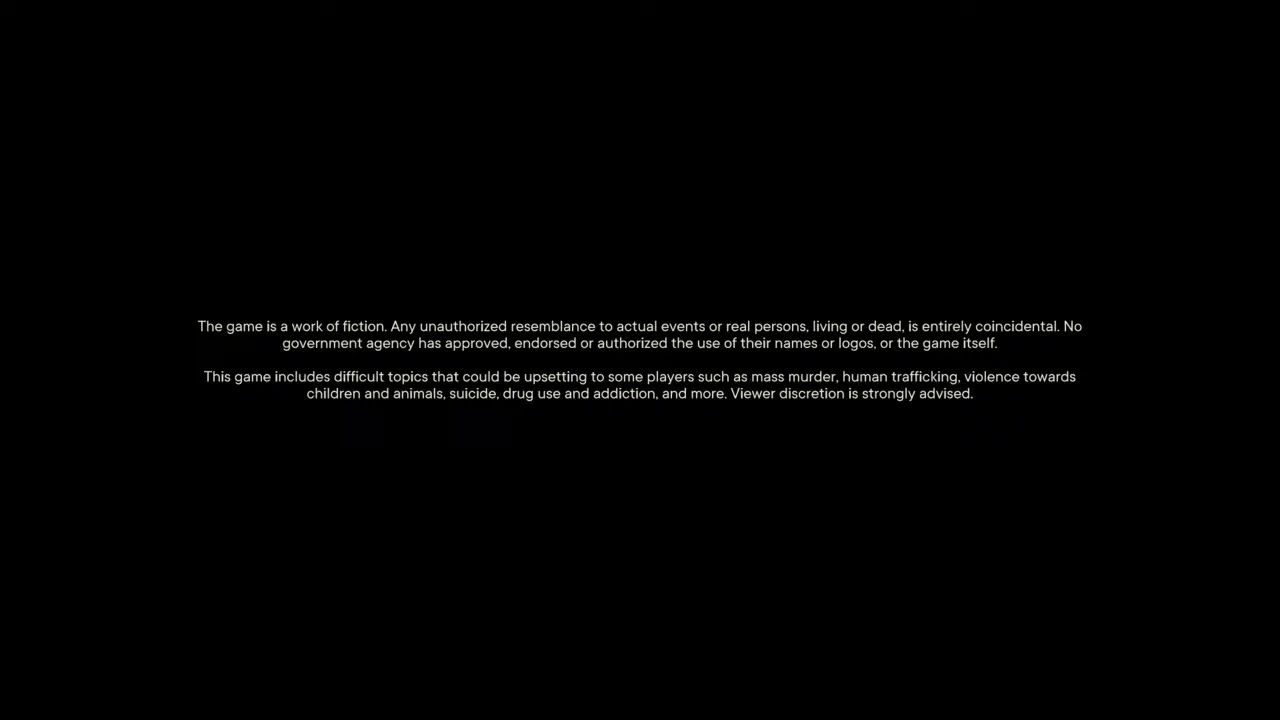 The game is a work of fiction. Any unauthorized resemblance to actual events or real persons, living or dead, is entirely coincidental. No
government agency has approved, endorsed or authorized the use of their names or logos, or the game itself.
This game includes difficult topics that could be upsetting to some players such as mass murder, human trafficking, violence towards
children and animals, suicide, drug use and addiction, and more. Viewer discretion is strongly advised.